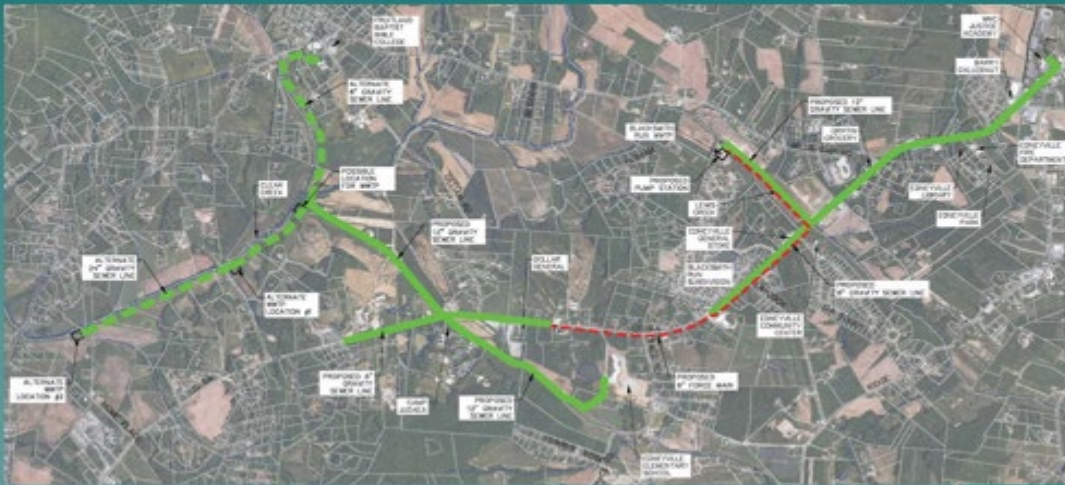 FRUITLAND
BAPTIST
BIBLE
COLLEGE
ALTERNATE
8" GRAVITY
SEWER LINE
POSSIBLE
LOCATION
FOR WWTP
CLEAR
CREEK
ALTERNATE
24" GRAVITY
SEWER LINE
ALTERNATE
WWTP
LOCATION #1
ALTERNATE
WWTP
LOCATION #2
PROPOSED
12" GRAVITY
SEWER LINE
DOLLAR
GENERAL
PROPOSED 8"
GRAVITY
SEWER LINE
CAMP
JUDAEA
PROPOSED
12" GRAVITY
SEWER LINE
EDNEYVILLE
ELEMENTARY
SCHOOL
PROPOSED
6" FORCE MAIN
BLACKSMITH
RUN WWTP
PROPOSED
PUMP STATION
LEWIS
CREEK
EDNEYVILLE
GENERAL
STORE
BLACKSMITH
RUN
SUBDIVISION
PROPOSED 12"
GRAVITY SEWER LINE
GROCERY
PROPOSED
8" GRAVITY SEWER LINE
EDNEYVILLE
COMMUNITY
CENTER
JUSTICE
ACADEMY
BARRY
EDNEYVILLE
FIRE
DEPARTMENT
EDNEYVILLE
LIBRARY
EDNEYVILLE
PARK